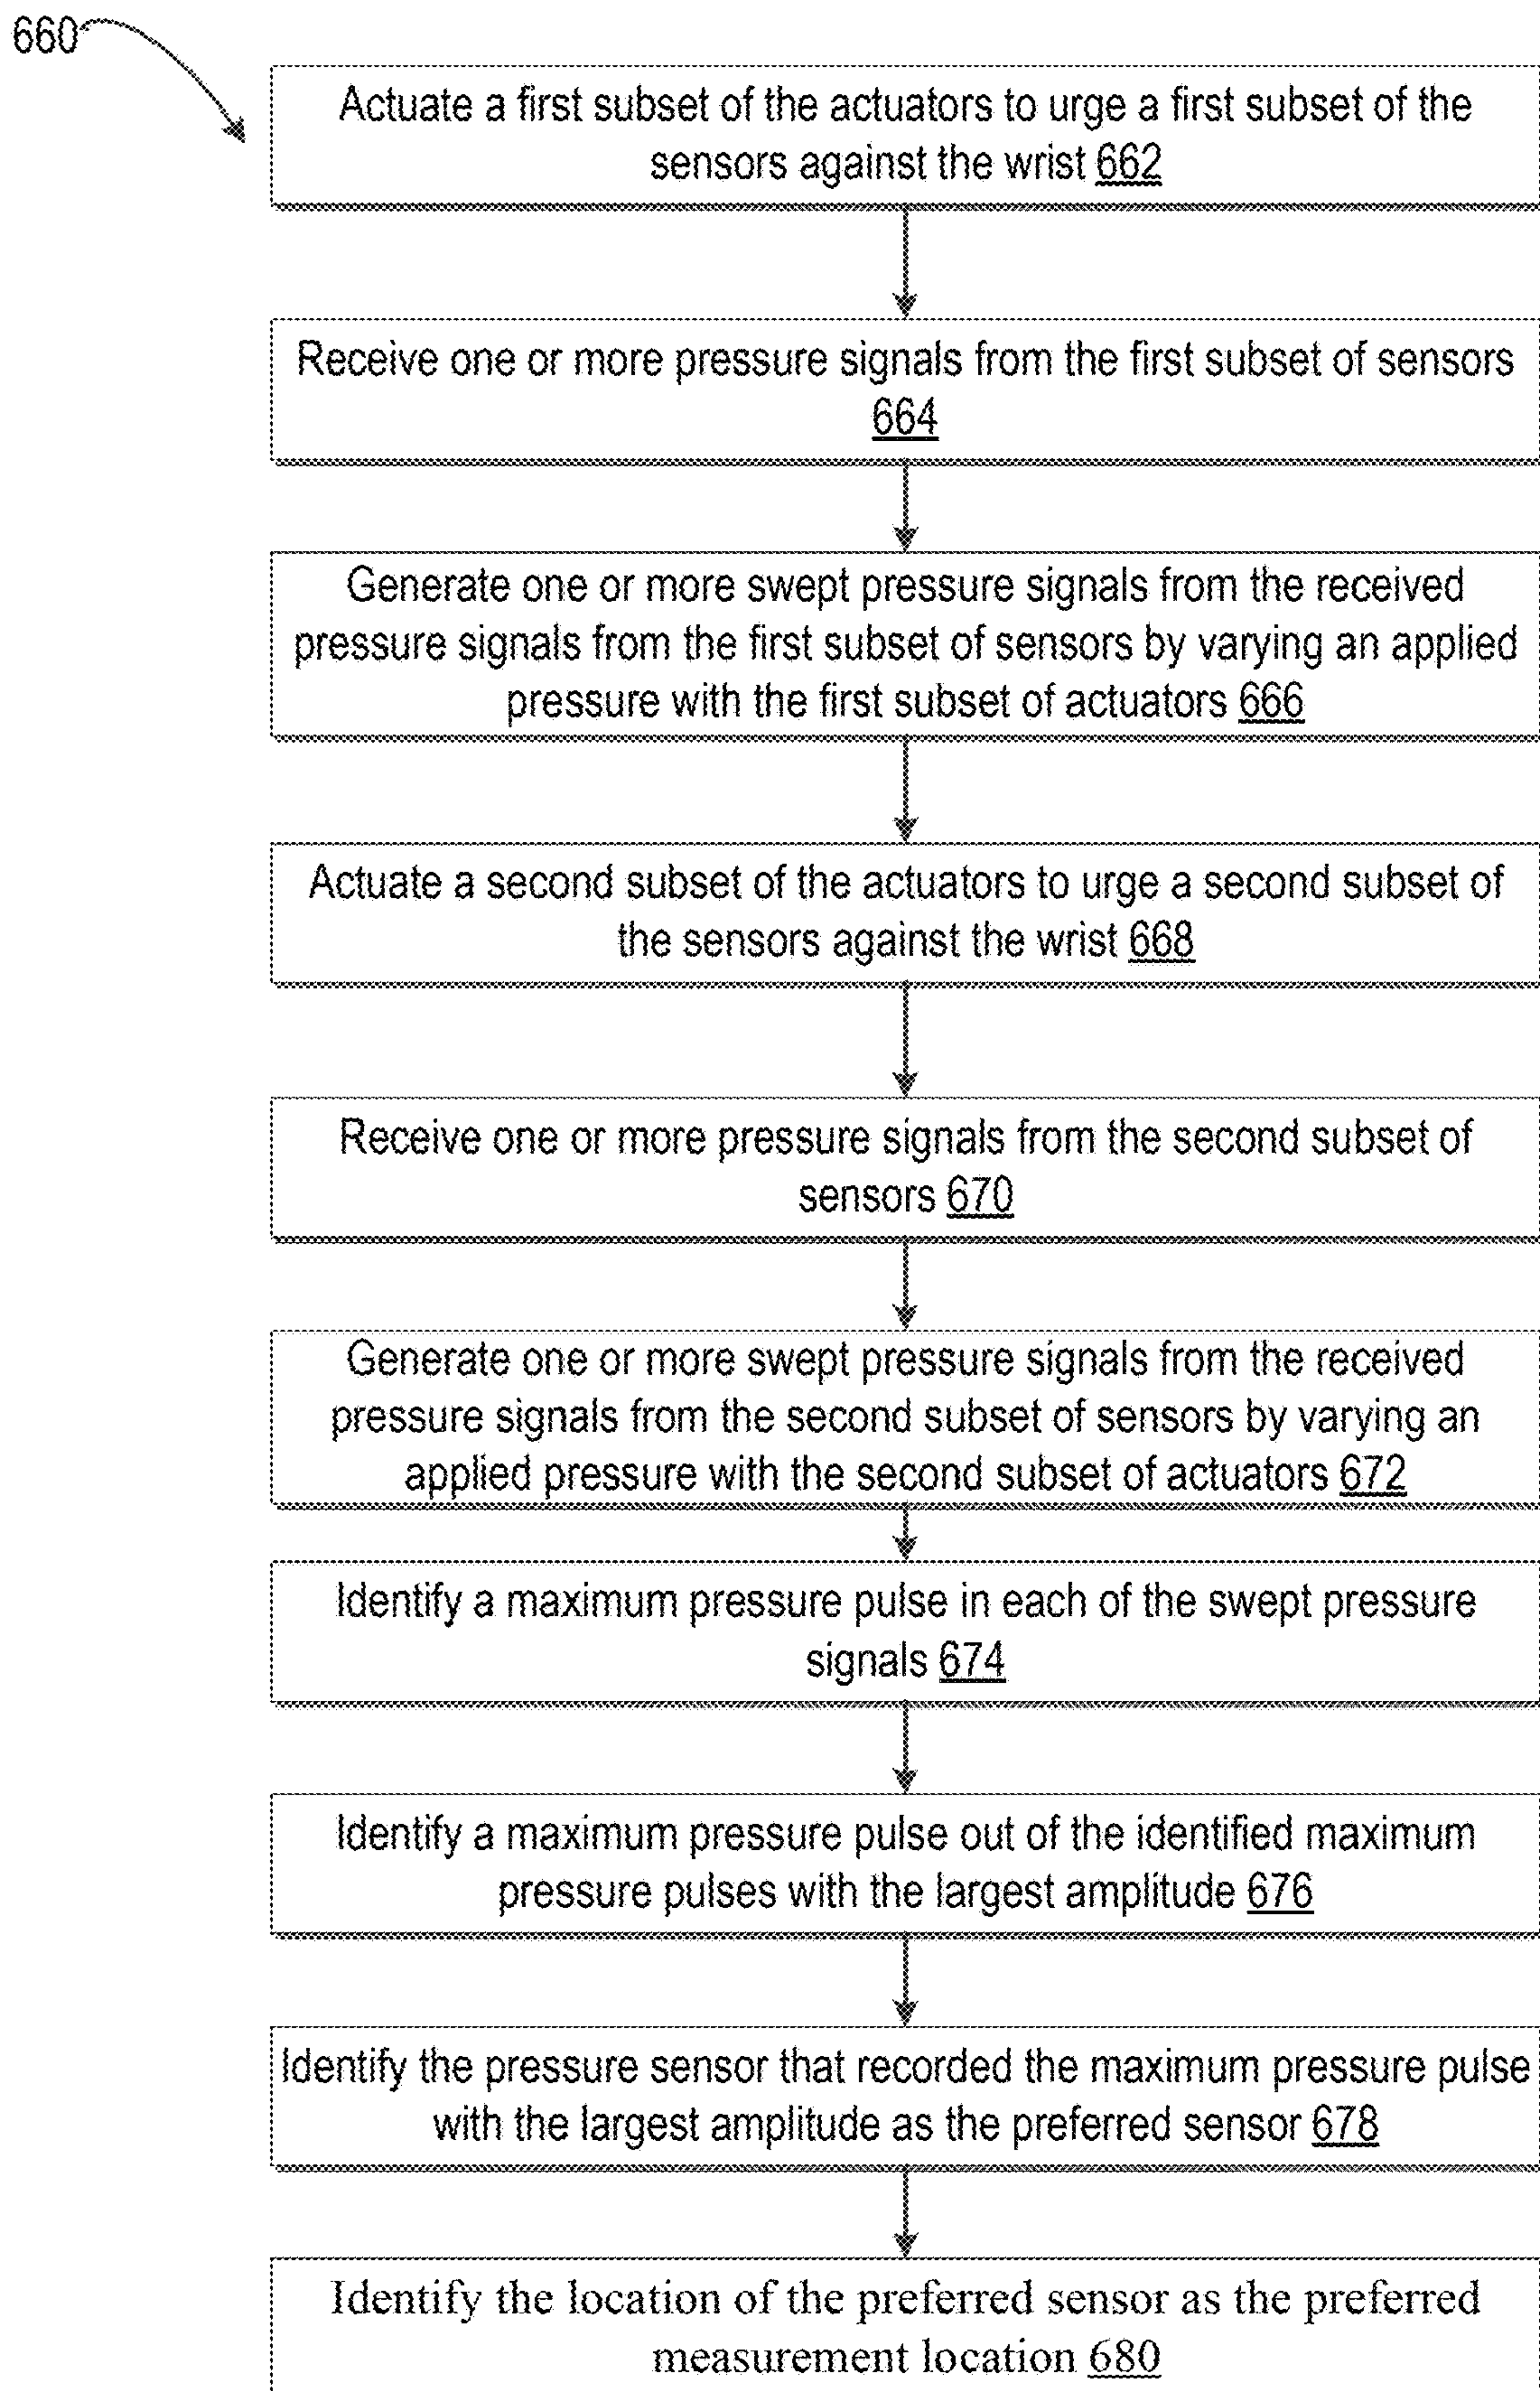 660
Actuate a first subset of the actuators to urge a first subset of the
sensors against the wrist 662
Receive one or more pressure signals from the first subset of sensors
664
Generate one or more swept pressure signals from the received
pressure signals from the first subset of sensors by varying an applied
pressure with the first subset of actuators 666
Actuate a second subset of the actuators to urge a second subset of
the sensors against the wrist 668
Receive one or more pressure signals from the second subset of
sensors 670
Generate one or more swept pressure signals from the received
pressure signals from the second subset of sensors by varying an
applied pressure with the second subset of actuators 672
Identify a maximum pressure pulse in each of the swept pressure
signals 674
Identify a maximum pressure pulse out of the identified maximum
pressure pulses with the largest amplitude 676
Identify the pressure sensor that recorded the maximum pressure pulse
with the largest amplitude as the preferred sensor 678
Identify the location of the preferred sensor as the preferred
measurement location 680